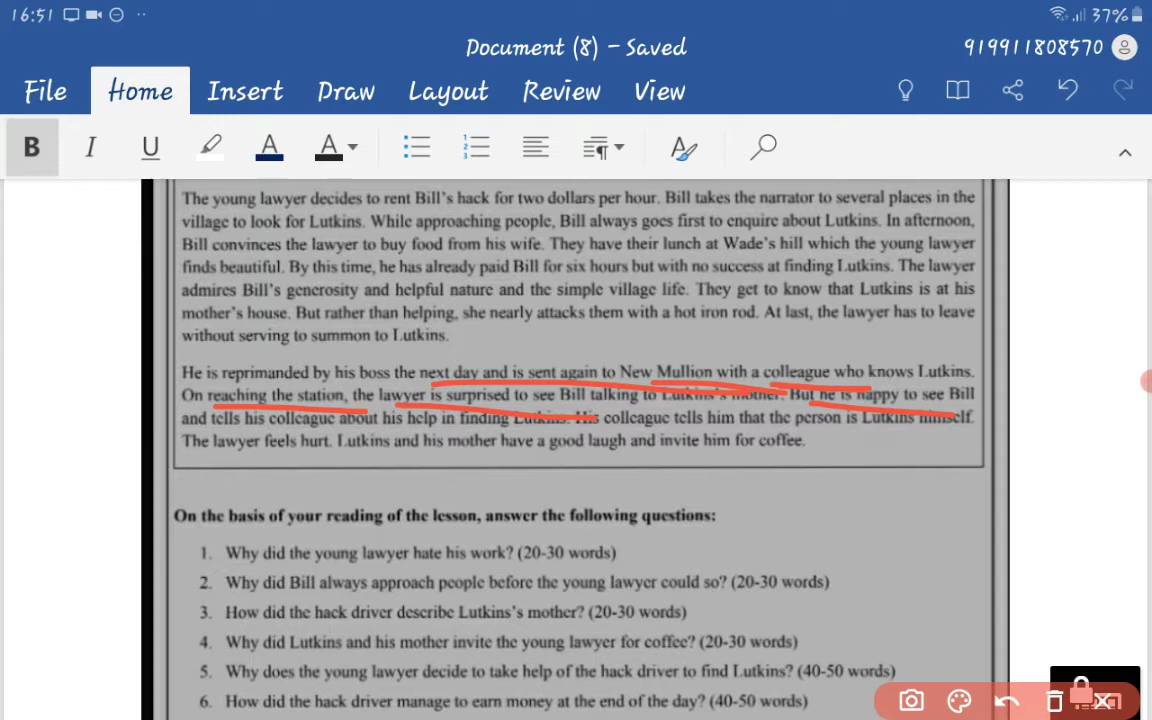 16:51
37%
Document (8) – Saved
919911808570
File Home Insert Draw Layout Review View
B I U A A
The young lawyer decides to rent Bill's hack for two dollars per hour. Bill takes the narrator to several places in the
village to look for Lutkins. While approaching people, Bill always goes first to enquire about Lutkins. In afternoon,
Bill convinces the lawyer to buy food from his wife. They have their lunch at Wade's hill which the young lawyer
finds beautiful. By this time, he has already paid Bill for six hours but with no success at finding Lutkins. The lawyer
admires Bill's generosity and helpful nature and the simple village life. They get to know that Lutkins is at his
mother's house. But rather than helping, she nearly attacks them with a hot iron rod. At last, the lawyer has to leave
without serving to summon to Lutkins.
He is reprimanded by his boss the next day and is sent again to New Mullion with a colleague who knows Lutkins.
On reaching the station, the lawyer is surprised to see Bill talking to Lutkins's mother. But he is happy to see Bill
and tells his colleague about his help in finding Lutkins. His colleague tells him that the person is Lutkins himself.
The lawyer feels hurt. Lutkins and his mother have a good laugh and invite him for coffee.
On the basis of your reading of the lesson, answer the following questions:
1. Why did the young lawyer hate his work? (20-30 words)
2. Why did Bill always approach people before the young lawyer could so? (20-30 words)
3. How did the hack driver describe Lutkins's mother? (20-30 words)
4. Why did Lutkins and his mother invite the young lawyer for coffee? (20-30 words)
5. Why does the young lawyer decide to take help of the hack driver to find Lutkins? (40-50 words)
6. How did the hack driver manage to earn money at the end of the day? (40-50 words)